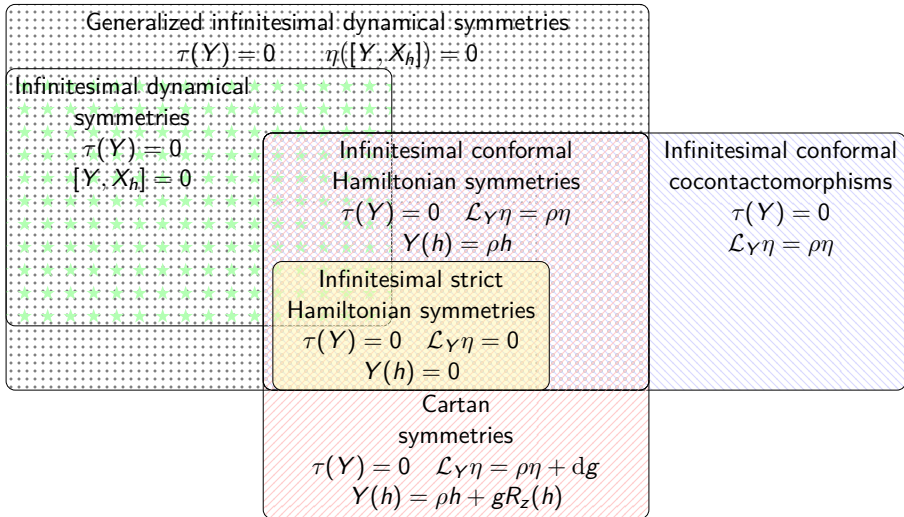 Generalized infinitesimal dynamical symmetries
τ(Y) = 0 η([Y, X_h]) = 0
Infinitesimal dynamical
symmetries
τ(Y) = 0
[Y, X_h] = 0
Infinitesimal conformal
Hamiltonian symmetries
τ(Y) = 0 ℒ_Y η = ρη
Y(h) = ρh
Infinitesimal conformal
cocontactomorphisms
τ(Y) = 0
ℒ_Y η = ρη
Infinitesimal strict
Hamiltonian symmetries
τ(Y) = 0 ℒ_Y η = 0
Y(h) = 0
Cartan
symmetries
τ(Y) = 0 ℒ_Y η = ρη + dg
Y(h) = ρh + gR_z(h)